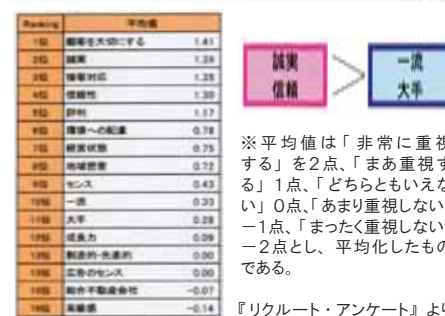 Ranking 平均値
1位 顧客を大切にする 1.41
2位 誠実 1.39
3位 接客対応 1.35
4位 信頼性 1.30
5位 評判 1.17
6位 環境への配慮 0.78
7位 経営状態 0.75
8位 地域密着 0.72
9位 センス 0.43
10位 一流 0.33
11位 大手 0.28
12位 成長力 0.09
13位 創造的・先進的 0.00
13位 広告のセンス 0.00
15位 総合不動産会社 -0.07
16位 高級感 -0.14
誠実
信頼
＞
一流
大手
※平均値は「非常に重視
する」を2点、「まあ重視す
る」1点、「どちらともいえな
い」0点、「あまり重視しない
－1点、「まったく重視しない
－2点とし、平均化したもの
である。
『リクルート・アンケート』より